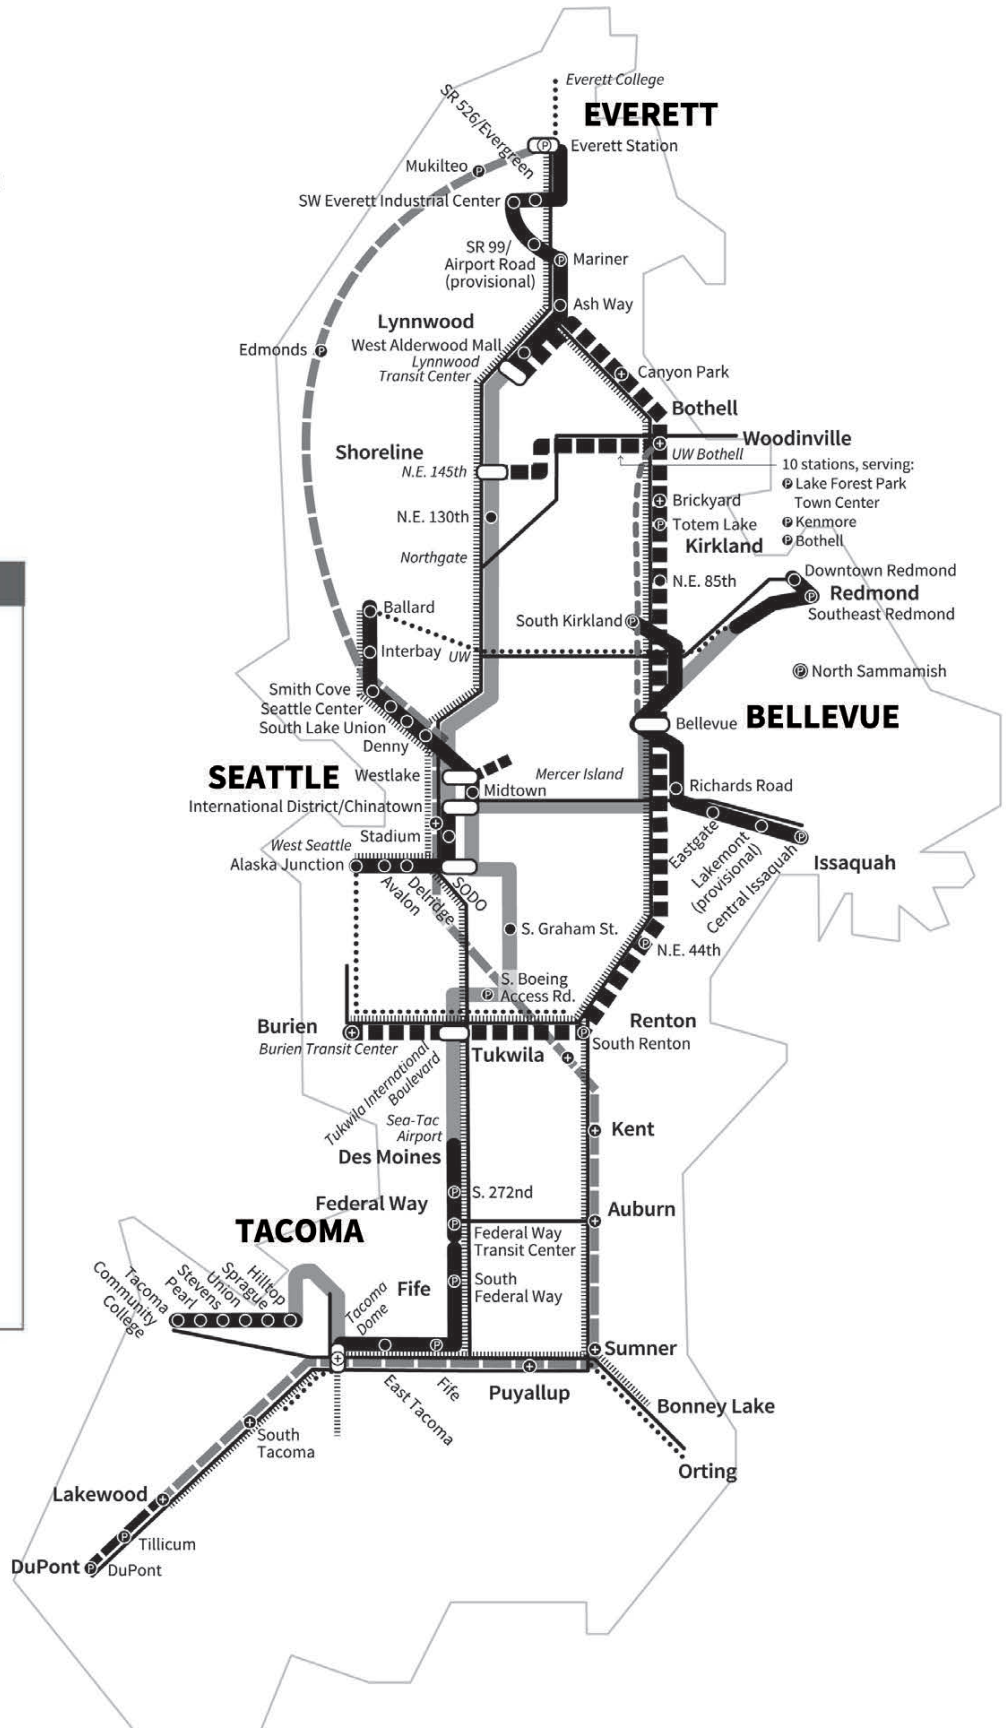 Everett College
EVERETT
SR 526/Evergreen
Everett Station
Mukilteo
SW Everett Industrial Center
SR 99/
Airport Road
(provisional)
Mariner
Ash Way
Lynnwood
West Alderwood Mall
Lynnwood
Transit Center
Edmonds
Canyon Park
Bothell
Woodinville
UW Bothell
Shoreline
N.E. 145th
10 stations, serving:
Lake Forest Park
Town Center
Kenmore
Bothell
Brickyard
N.E. 130th
Totem Lake
Kirkland
Northgate
N.E. 85th
Downtown Redmond
Redmond
Southeast Redmond
Ballard
South Kirkland
Interbay
UW
North Sammamish
Smith Cove
Seattle Center
South Lake Union
Denny
Bellevue
BELLEVUE
SEATTLE
Westlake
Mercer Island
Midtown
Richards Road
International District/Chinatown
Stadium
West Seattle
Alaska Junction
Avalon
Delridge
SODO
Eastgate
Lakemont
(provisional)
Central Issaquah
Issaquah
S. Graham St.
N.E. 44th
S. Boeing
Access Rd.
Burien
Burien Transit Center
Renton
South Renton
Tukwila
Tukwila International
Boulevard
Sea-Tac
Airport
Kent
Des Moines
S. 272nd
Federal Way
Auburn
TACOMA
Federal Way
Transit Center
Fife
South
Federal Way
Tacoma
Community
College
Pearl
Stevens
Union
Sprague
Hilltop
Tacoma
Dome
Sumner
East Tacoma
Fife
Puyallup
Bonney Lake
South
Tacoma
Orting
Lakewood
Tillicum
DuPont
DuPont